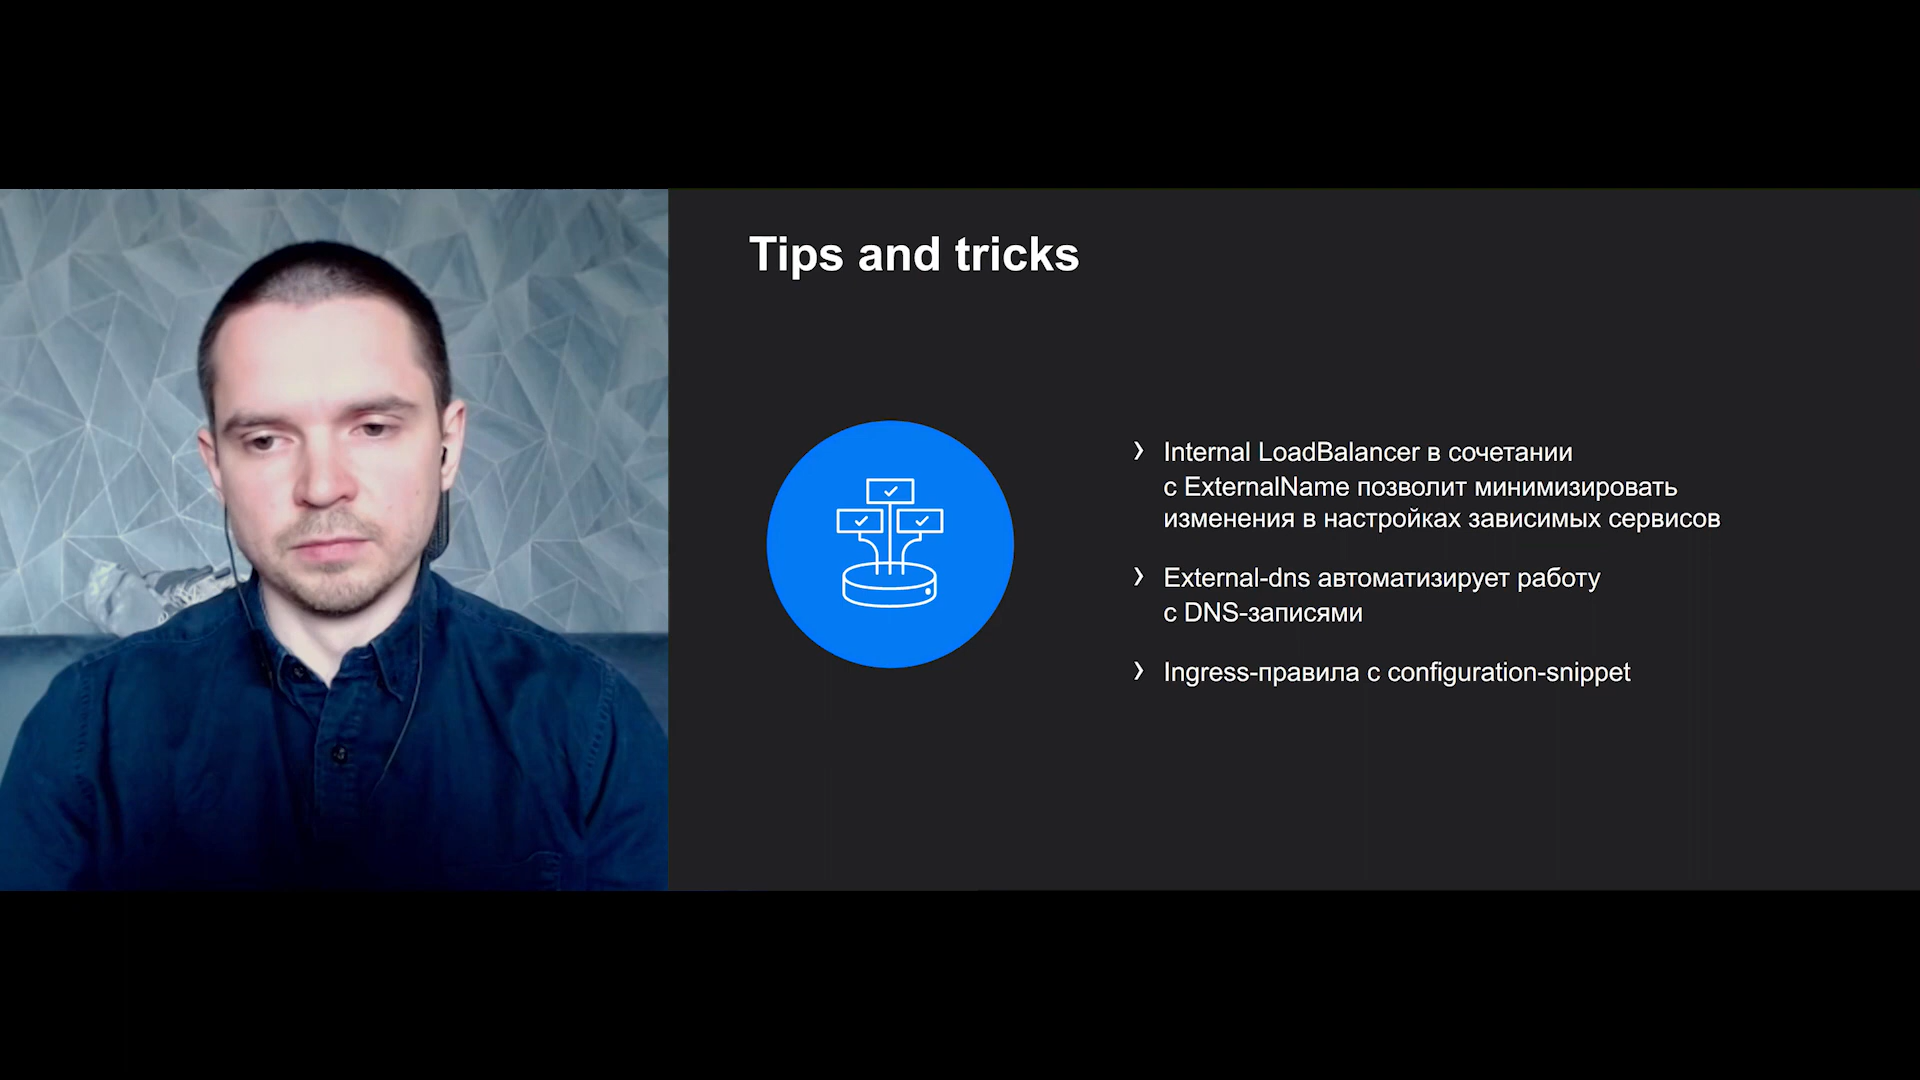 Tips and tricks
Internal LoadBalancer в сочетании
с ExternalName позволит минимизировать
изменения в настройках зависимых сервисов
External-dns автоматизирует работу
с DNS-записями
Ingress-правила с configuration-snippet